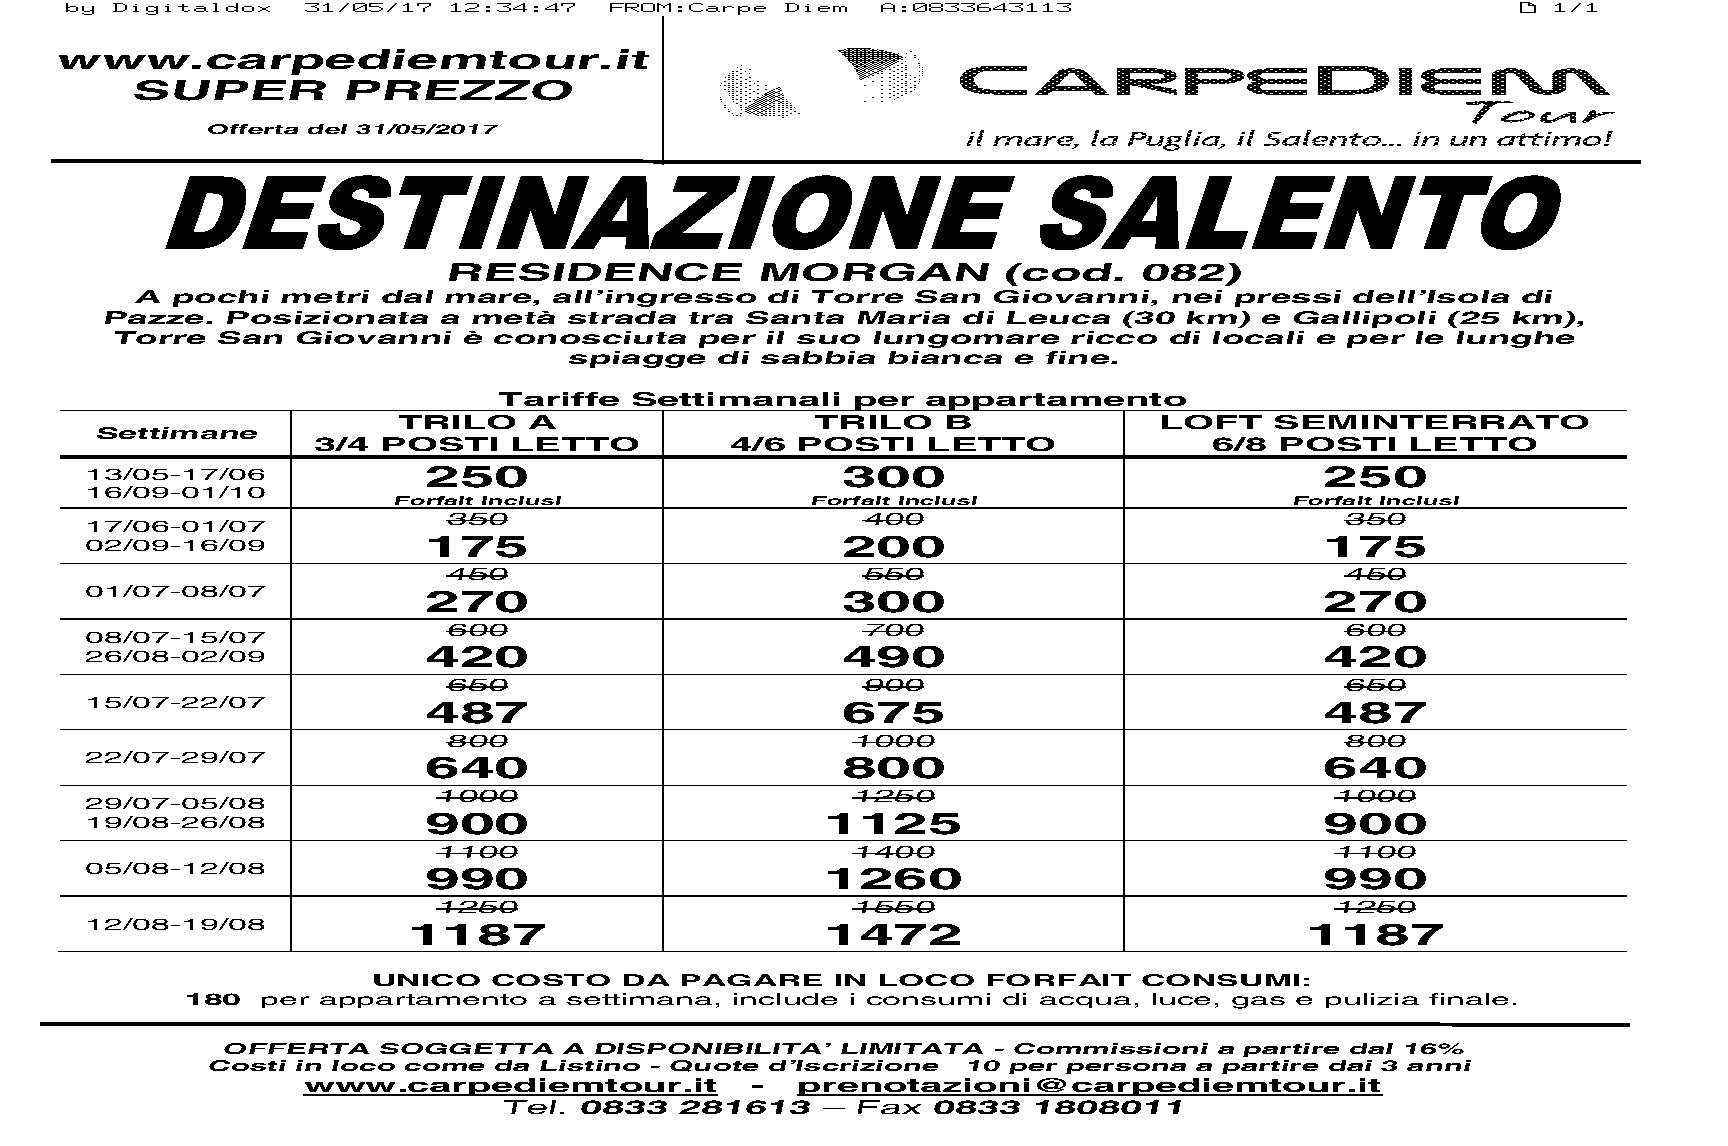 by Digitaldox 31/05/17 12:34:47 FROM:Carpe Diem A:0833643113 1/1
www.carpediemtour.it
SUPER PREZZO
Offerta del 31/05/2017
CARPEDIEM
Tour
il mare, la Puglia, il Salento... in un attimo!
DESTINAZIONE SALENTO
RESIDENCE MORGAN (cod. 082)
A pochi metri dal mare, all'ingresso di Torre San Giovanni, nei pressi dell'Isola di
Pazze. Posizionata a metà strada tra Santa Maria di Leuca (30 km) e Gallipoli (25 km),
Torre San Giovanni è conosciuta per il suo lungomare ricco di locali e per le lunghe
spiagge di sabbia bianca e fine.
Tariffe Settimanali per appartamento
Settimane
TRILO A
3/4 POSTI LETTO
TRILO B
4/6 POSTI LETTO
LOFT SEMINTERRATO
6/8 POSTI LETTO
13/05-17/06
16/09-01/10
250
Forfait Inclusi
300
Forfait Inclusi
250
Forfait Inclusi
17/06-01/07
02/09-16/09
350
175
400
200
350
175
01/07-08/07
450
270
550
300
450
270
08/07-15/07
26/08-02/09
600
420
700
490
600
420
15/07-22/07
650
487
900
675
650
487
22/07-29/07
800
640
1000
800
800
640
29/07-05/08
19/08-26/08
1000
900
1250
1125
1000
900
05/08-12/08
1100
990
1400
1260
1100
990
12/08-19/08
1250
1187
1550
1472
1250
1187
UNICO COSTO DA PAGARE IN LOCO FORFAIT CONSUMI:
180 per appartamento a settimana, include i consumi di acqua, luce, gas e pulizia finale.
OFFERTA SOGGETTA A DISPONIBILITA' LIMITATA - Commissioni a partire dal 16%
Costi in loco come da Listino - Quote d'Iscrizione 10 per persona a partire dai 3 anni
www.carpediemtour.it - prenotazioni@carpediemtour.it
Tel. 0833 281613 – Fax 0833 1808011